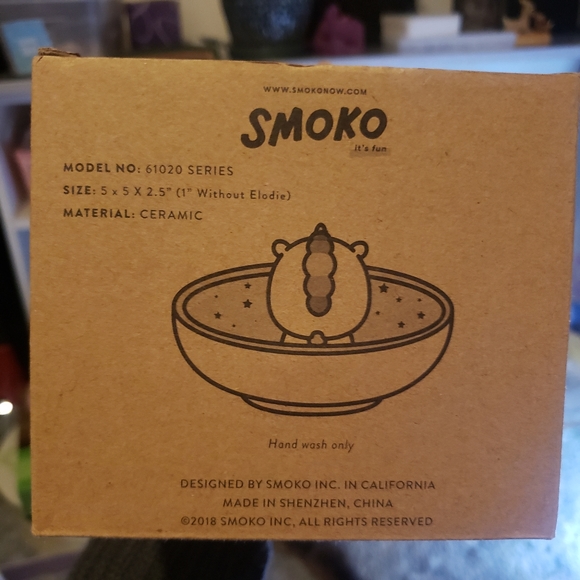 WWW.SMOKONOW.COM
SMOKO
it's fun
MODEL NO: 61020 SERIES
SIZE: 5 x 5 X 2.5" (1" Without Elodie)
MATERIAL: CERAMIC
Hand wash only
DESIGNED BY SMOKO INC. IN CALIFORNIA
MADE IN SHENZHEN, CHINA
©2018 SMOKO INC, ALL RIGHTS RESERVED